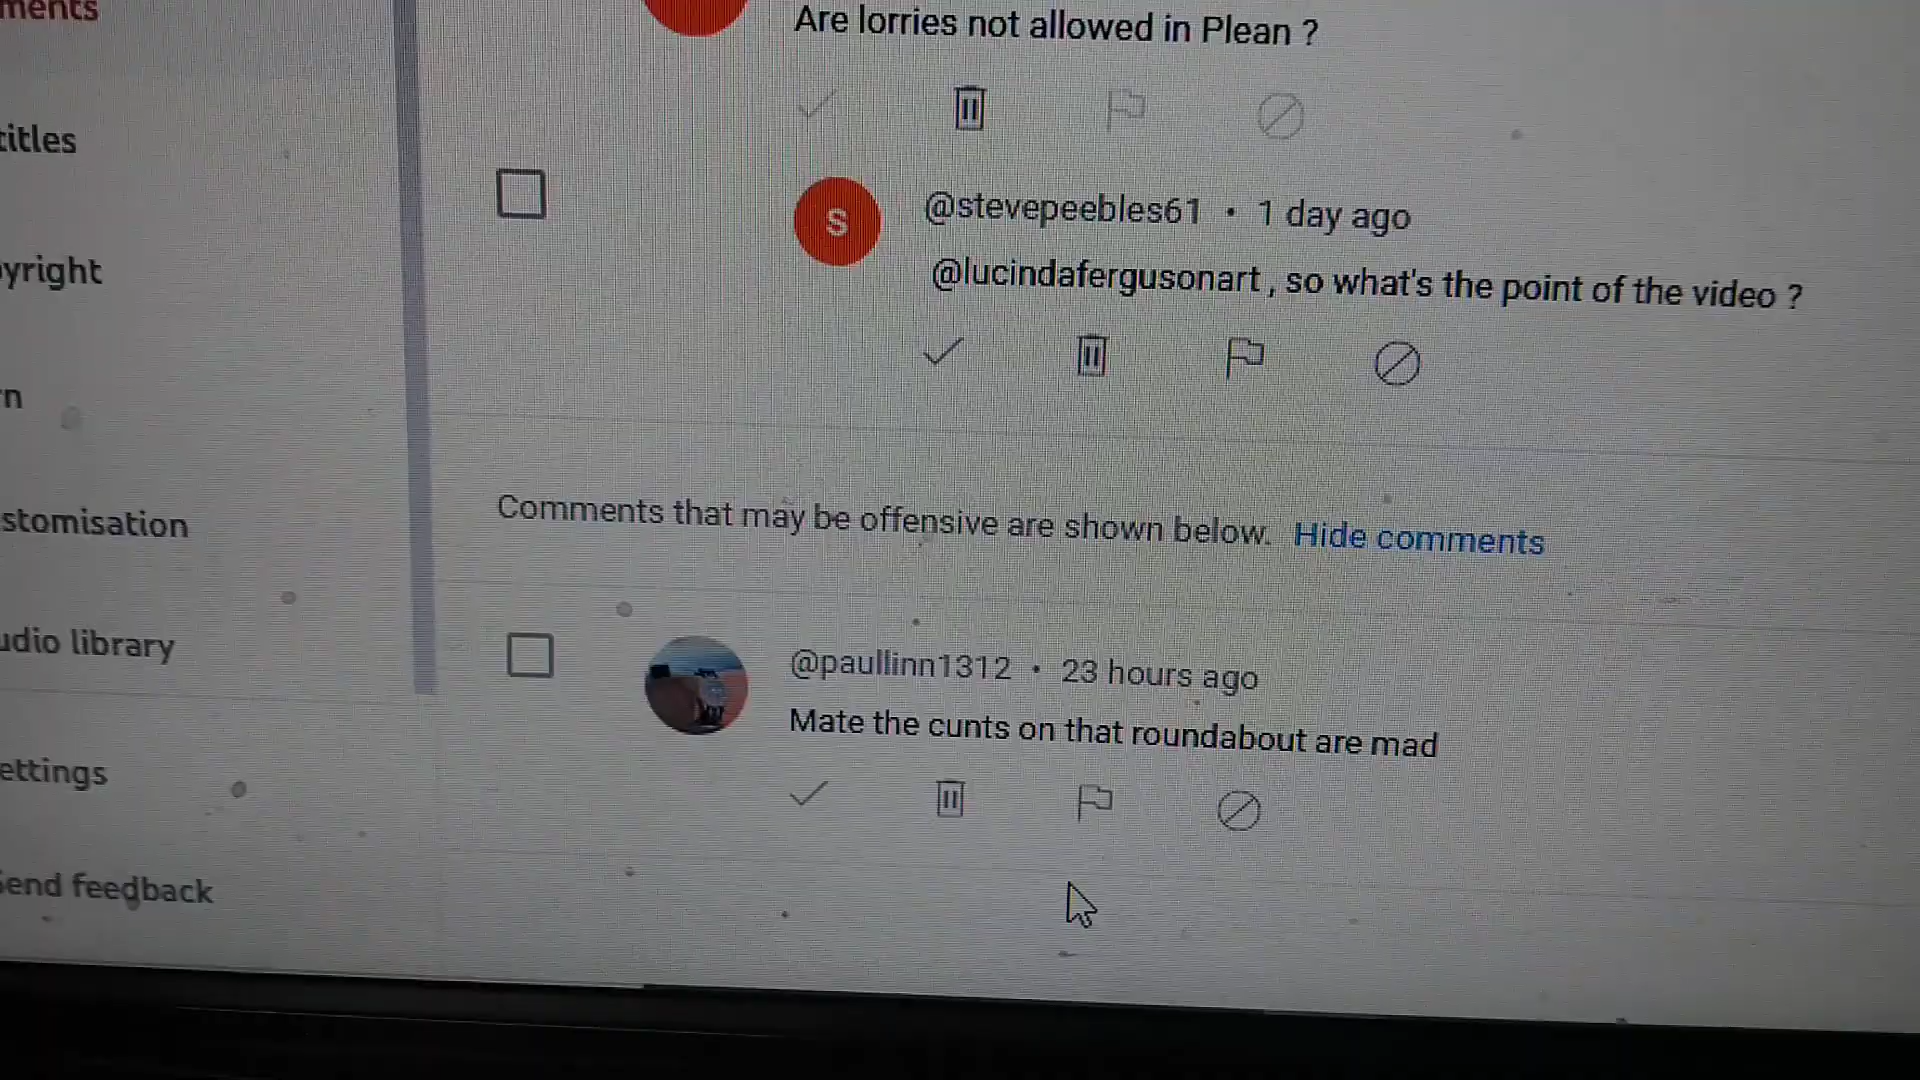 ments
Are lorries not allowed in Plean ?
titles
S
@stevepeebles61 • 1 day ago
@lucindafergusonart , so what's the point of the video ?
yright
rn
Comments that may be offensive are shown below. Hide comments
stomisation
udio library
@paullinn1312 • 23 hours ago
Mate the cunts on that roundabout are mad
ettings
Send feedback